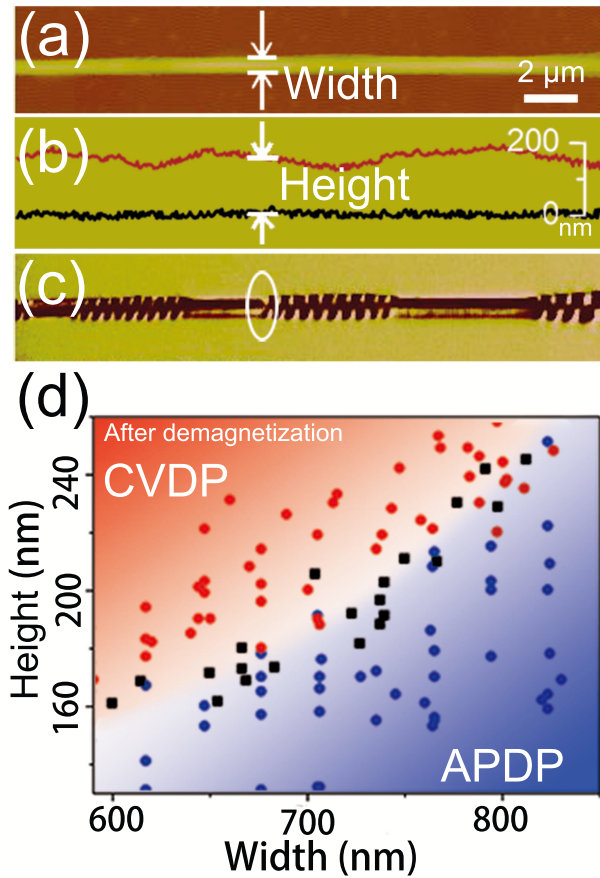 (a)
Width
2 μm
(b)
200
Height
0
nm
(c)
(d)
After demagnetization
CVDP
240
200
160
Height (nm)
APDP
600
700
800
Width (nm)